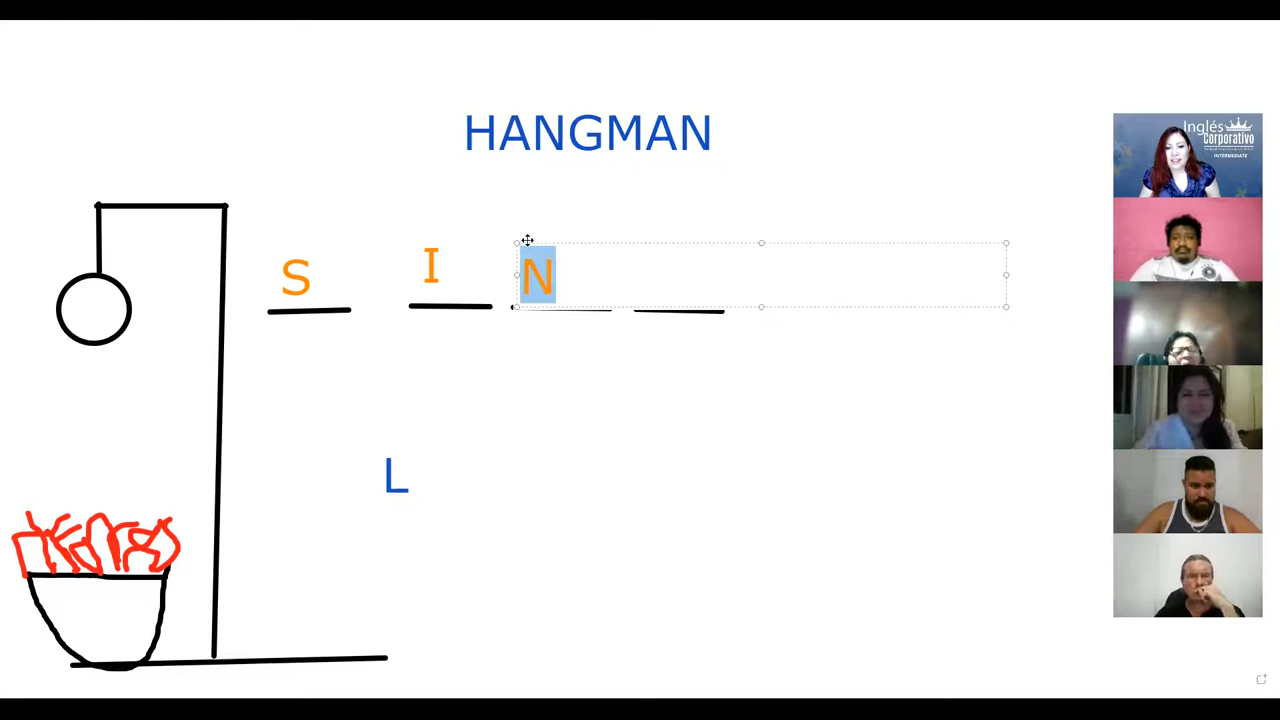 HANGMAN
Inglés
Corporativo
INTERMEDIATE
S I N
L